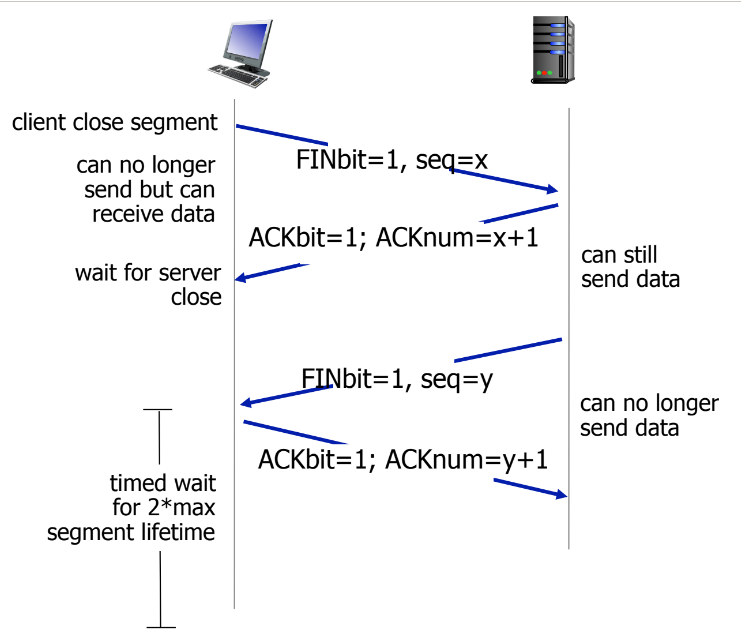 client close segment
FINbit=1, seq=x
can no longer
send but can
receive data
ACKbit=1; ACKnum=x+1
can still
send data
wait for server
close
FINbit=1, seq=y
can no longer
send data
ACKbit=1; ACKnum=y+1
timed wait
for 2*max
segment lifetime